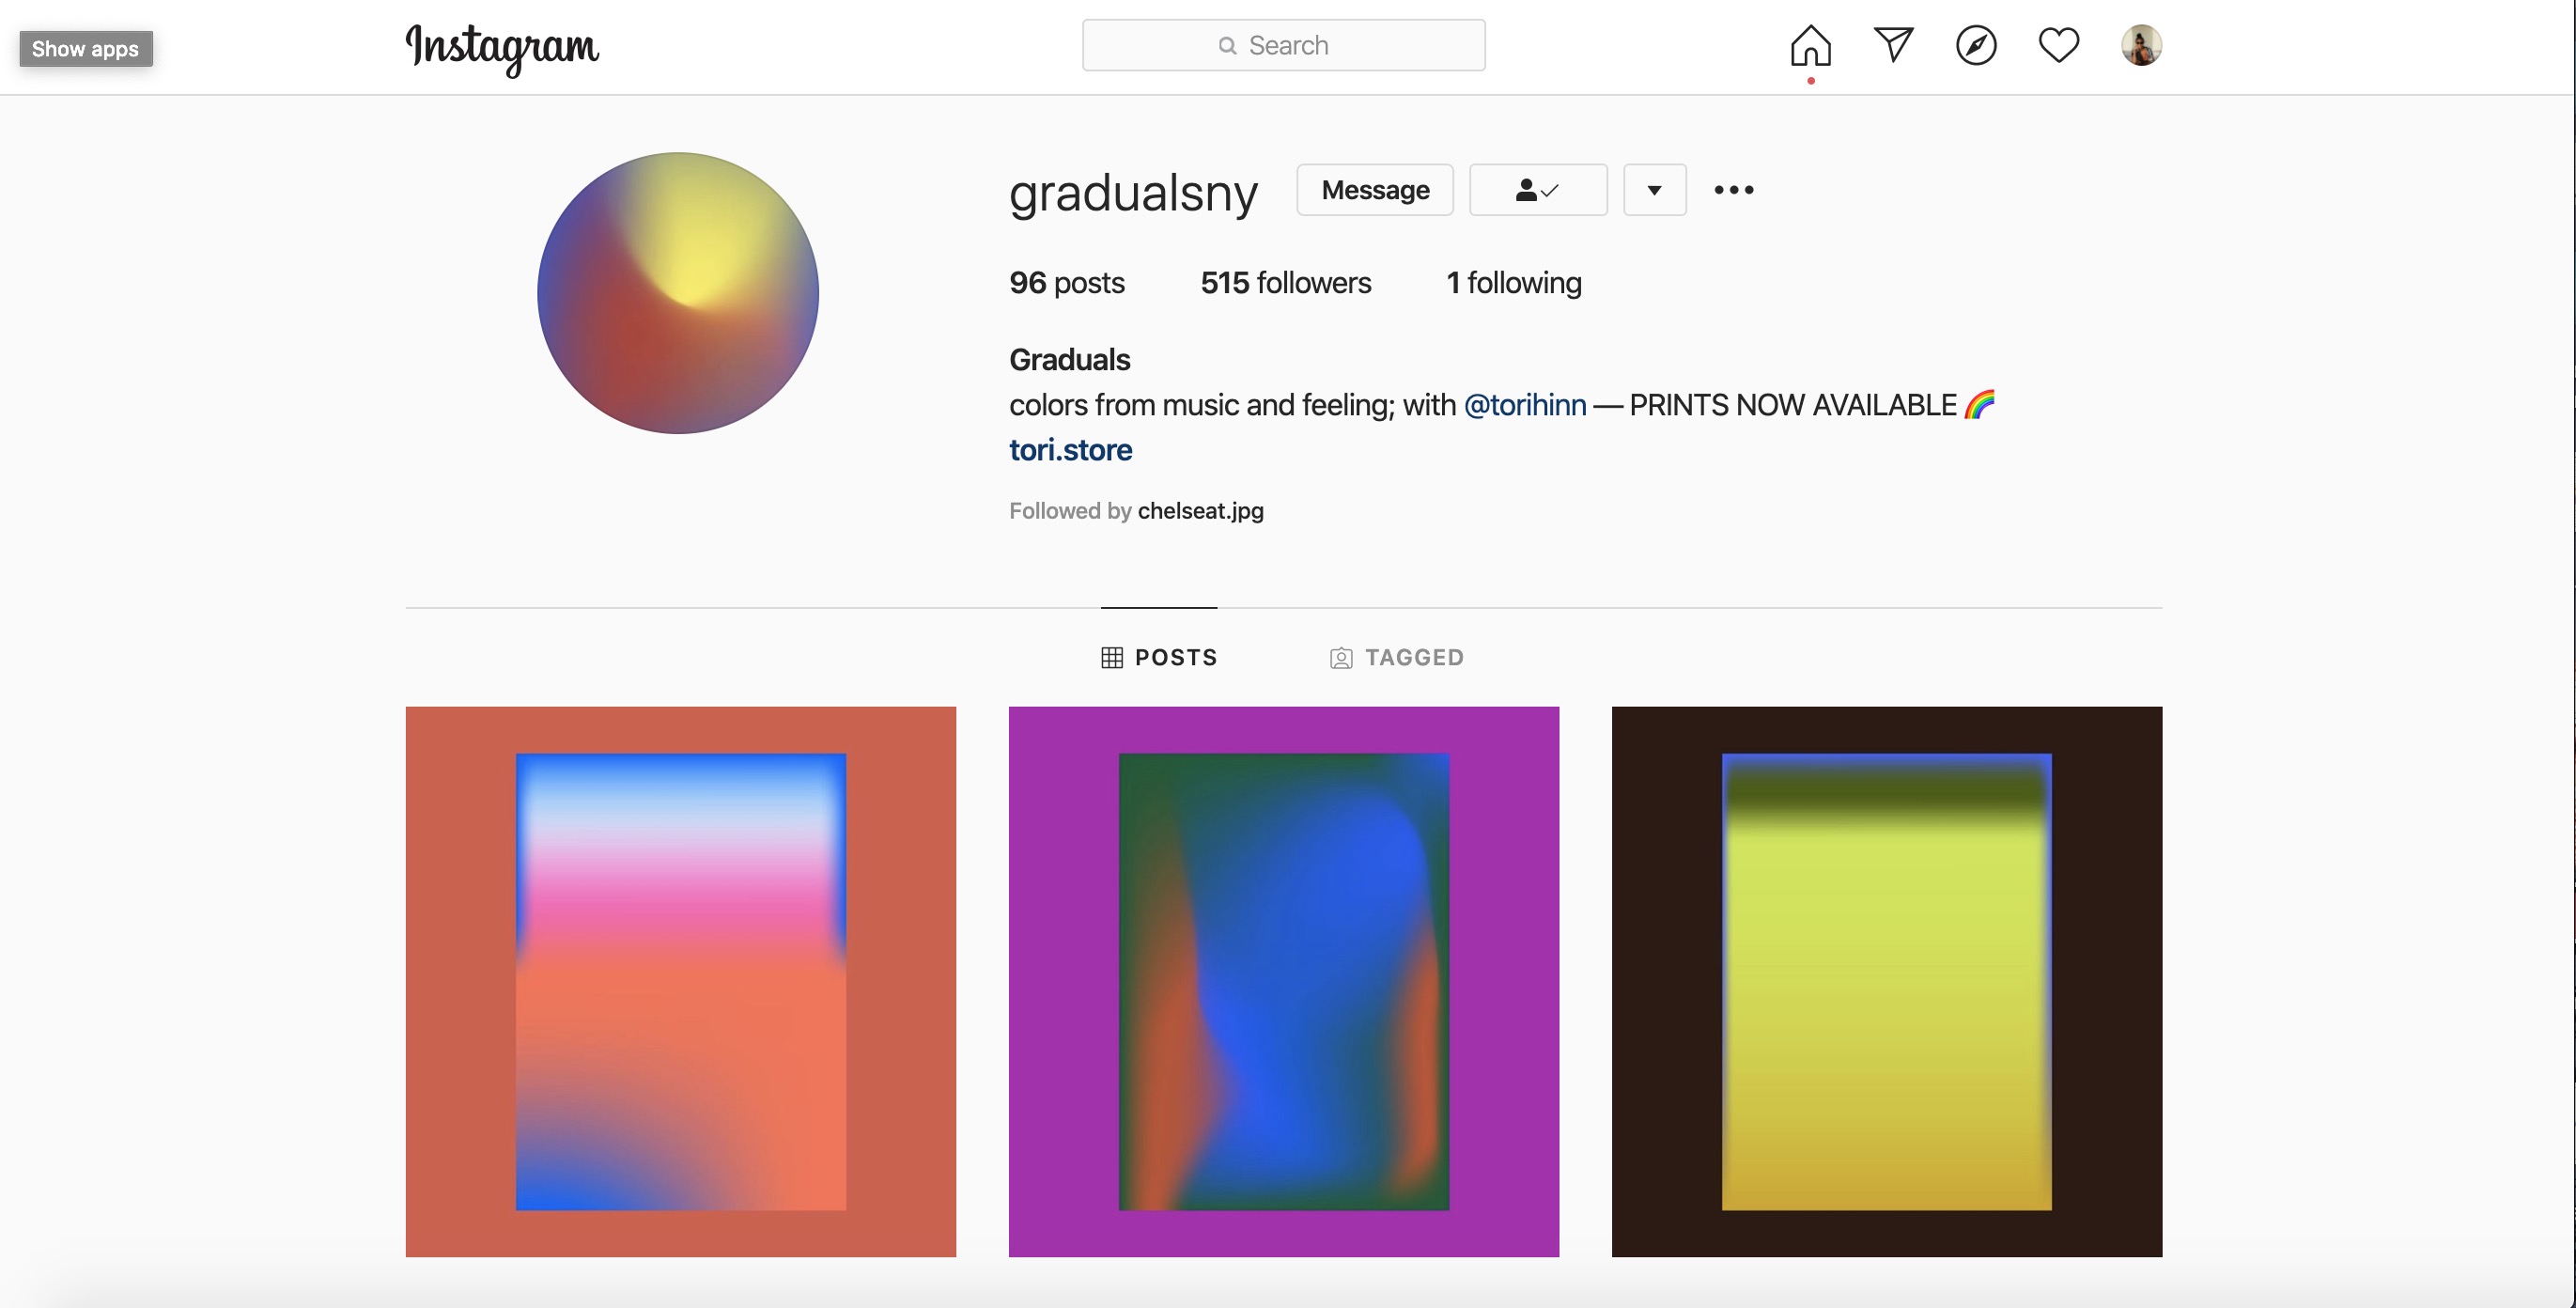 Show apps
Instagram
Search
gradualsny
Message
96 posts 515 followers 1 following
Graduals
colors from music and feeling; with @torihinn — PRINTS NOW AVAILABLE 🌈
tori.store
Followed by chelseat.jpg
POSTS TAGGED